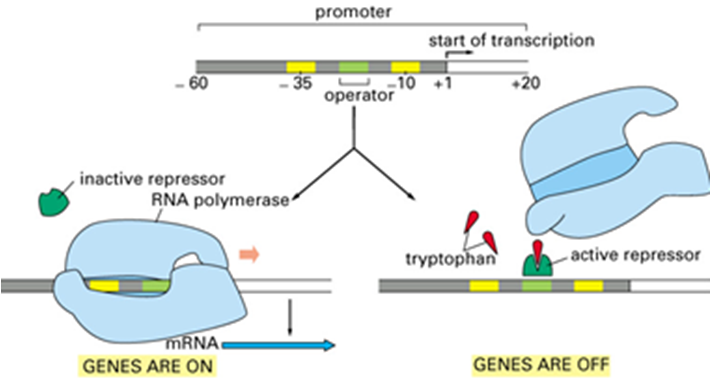 promoter
start of transcription
– 60
– 35
–10
+1
+20
operator
inactive repressor
RNA polymerase
tryptophan
active repressor
mRNA
GENES ARE ON
GENES ARE OFF